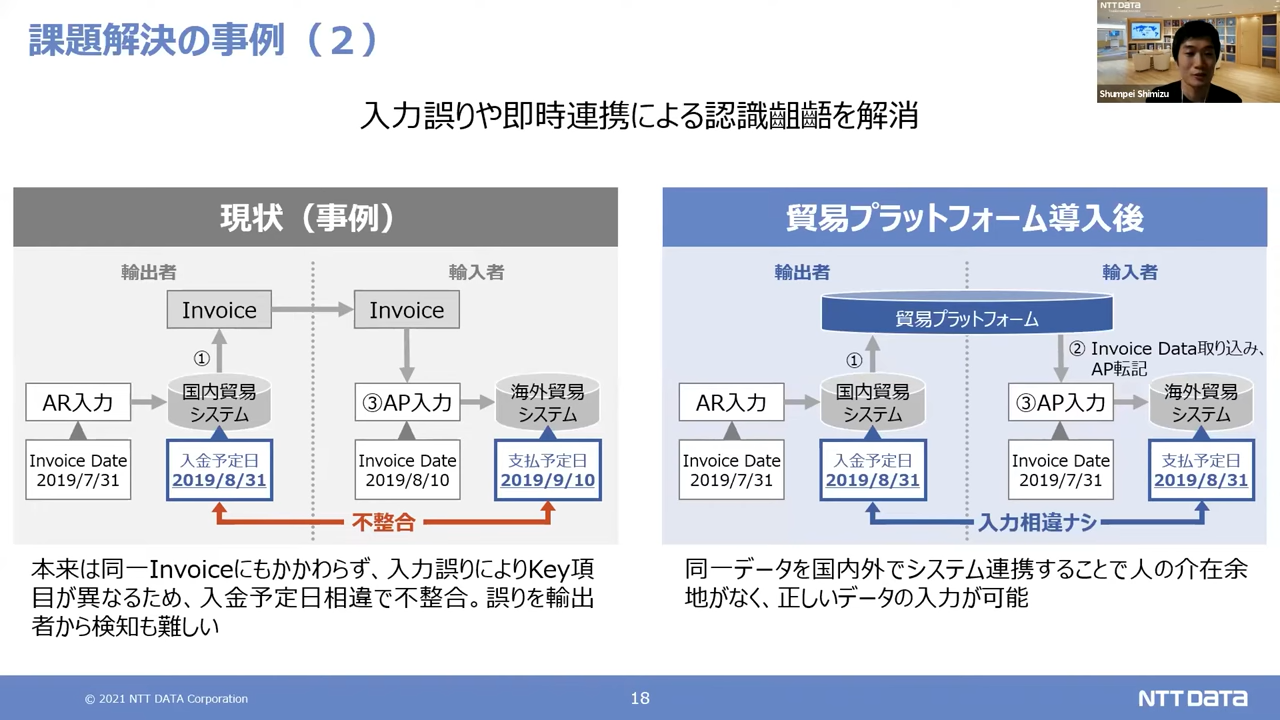 課題解決の事例（２）
NTT DATA
Shumpei Shimizu
入力誤りや即時連携による認識齟齬を解消
現状（事例）
輸出者
輸入者
Invoice
Invoice
①
AR入力
国内貿易
システム
③AP入力
海外貿易
システム
Invoice Date
2019/7/31
入金予定日
2019/8/31
Invoice Date
2019/8/10
支払予定日
2019/9/10
不整合
本来は同一Invoiceにもかかわらず、入力誤りによりKey項
目が異なるため、入金予定日相違で不整合。誤りを輸出
者から検知も難しい
貿易プラットフォーム導入後
輸出者
輸入者
貿易プラットフォーム
①
② Invoice Data取り込み、
AP転記
AR入力
国内貿易
システム
③AP入力
海外貿易
システム
Invoice Date
2019/7/31
入金予定日
2019/8/31
Invoice Date
2019/7/31
支払予定日
2019/8/31
入力相違ナシ
同一データを国内外でシステム連携することで人の介在余
地がなく、正しいデータの入力が可能
© 2021 NTT DATA Corporation
18
NTT DATA